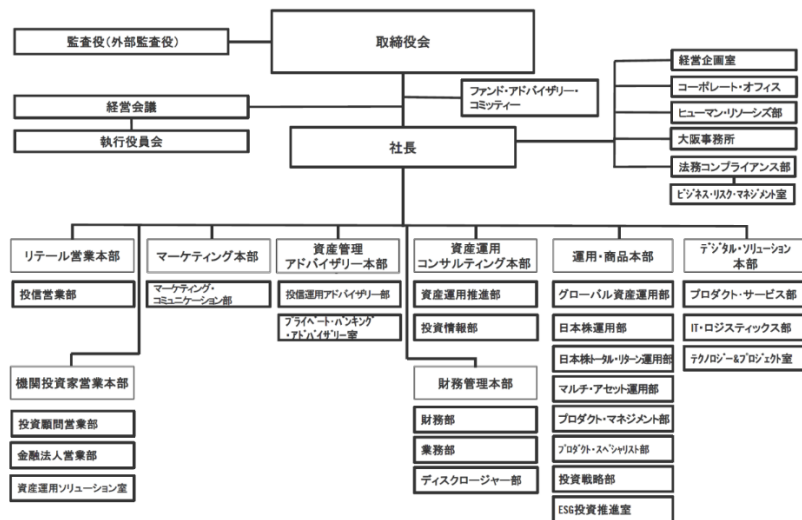 取締役会
監査役(外部監査役)
経営企画室
ファンド・アドバイザリー・
コミッティー
コーポレート・オフィス
経営会議
ヒューマン・リソーシズ部
執行役員会
社長
大阪事務所
法務コンプライアンス部
ビジネス・リスク・マネジメント室
リテール営業本部
投信営業部
マーケティング本部
マーケティング・
コミュニケーション部
資産管理
アドバイザリー本部
投信運用アドバイザリー部
プライベート・バンキング
・アドバイザリー室
資産運用
コンサルティング本部
資産運用推進部
投資情報部
運用・商品本部
グローバル資産運用部
日本株運用部
日本株トータル・リターン運用部
マルチ・アセット運用部
プロダクト・マネジメント部
プロダクト・スペシャリスト部
投資戦略部
ESG投資推進室
デジタル・ソリューション
本部
プロダクト・サービス部
IT・ロジスティックス部
テクノロジー&プロジェクト室
機関投資家営業本部
投資顧問営業部
金融法人営業部
資産運用ソリューション室
財務管理本部
財務部
業務部
ディスクロージャー部